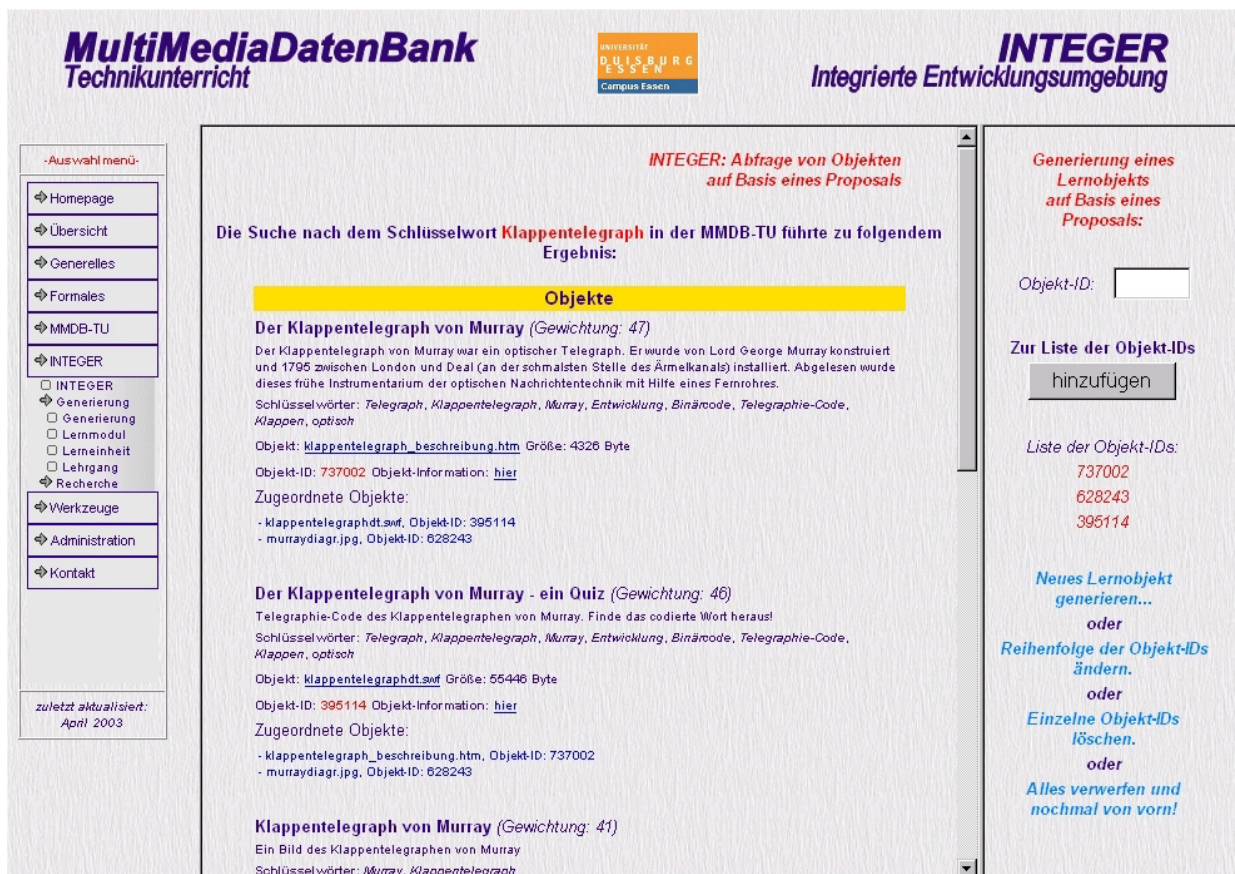 MultiMediaDatenBank
Technikunterricht
UNIVERSITÄT
DUISBURG
ESSEN
Campus Essen
INTEGER
Integrierte Entwicklungsumgebung
-Auswahlmenü-
Homepage
Übersicht
Generelles
Formales
MMDB-TU
INTEGER
INTEGER
Generierung
Generierung
Lernmodul
Lerneinheit
Lehrgang
Recherche
Werkzeuge
Administration
Kontakt
zuletzt aktualisiert:
April 2003
INTEGER: Abfrage von Objekten
auf Basis eines Proposals
Die Suche nach dem Schlüsselwort Klappentelegraph in der MMDB-TU führte zu folgendem
Ergebnis:
Objekte
Der Klappentelegraph von Murray (Gewichtung: 47)
Der Klappentelegraph von Murray war ein optischer Telegraph. Er wurde von Lord George Murray konstruiert
und 1795 zwischen London und Deal (an der schmalsten Stelle des Ärmelkanals) installiert. Abgelesen wurde
dieses frühe Instrumentarium der optischen Nachrichtentechnik mit Hilfe eines Fernrohres.
Schlüsselwörter: Telegraph, Klappentelegraph, Murray, Entwicklung, Binärcode, Telegraphie-Code,
Klappen, optisch
Objekt: klappentelegraph_beschreibung.htm Größe: 4326 Byte
Objekt-ID: 737002 Objekt-Information: hier
Zugeordnete Objekte:
- klappentelegraphdt.swf, Objekt-ID: 395114
- murraydiagr.jpg, Objekt-ID: 628243
Der Klappentelegraph von Murray - ein Quiz (Gewichtung: 46)
Telegraphie-Code des Klappentelegraphen von Murray. Finde das codierte Wort heraus!
Schlüsselwörter: Telegraph, Klappentelegraph, Murray, Entwicklung, Binärcode, Telegraphie-Code,
Klappen, optisch
Objekt: klappentelegraphdt.swf Größe: 55446 Byte
Objekt-ID: 395114 Objekt-Information: hier
Zugeordnete Objekte:
- klappentelegraph_beschreibung.htm, Objekt-ID: 737002
- murraydiagr.jpg, Objekt-ID: 628243
Klappentelegraph von Murray (Gewichtung: 41)
Ein Bild des Klappentelegraphen von Murray
Schlüsselwörter: Murray, Klappentelegraph
Generierung eines
Lernobjekts
auf Basis eines
Proposals:
Objekt-ID:
Zur Liste der Objekt-IDs
hinzufügen
Liste der Objekt-IDs:
737002
628243
395114
Neues Lernobjekt
generieren...
oder
Reihenfolge der Objekt-IDs
ändern.
oder
Einzelne Objekt-IDs
löschen.
oder
Alles verwerfen und
nochmal von vorn!